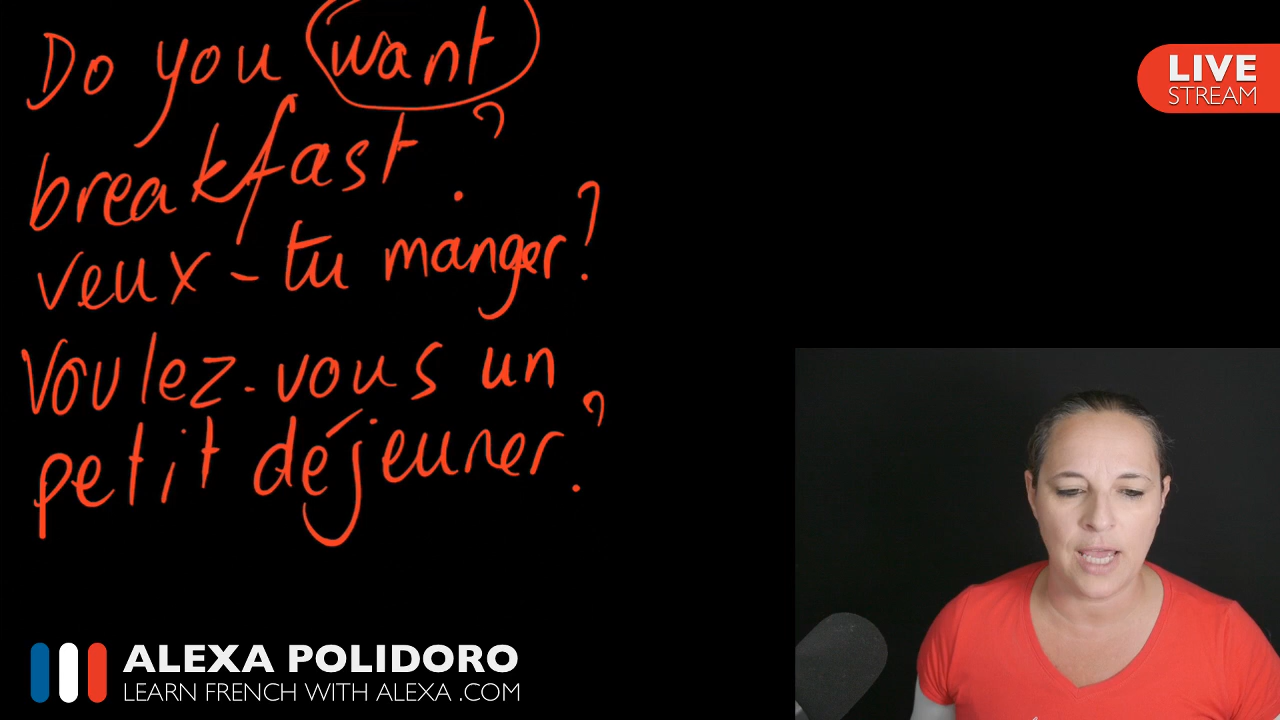 Do you want
breakfast ?
veux-tu manger?
Voulez-vous un
petit déjeuner?
LIVE
STREAM
ALEXA POLIDORO
LEARN FRENCH WITH ALEXA .COM